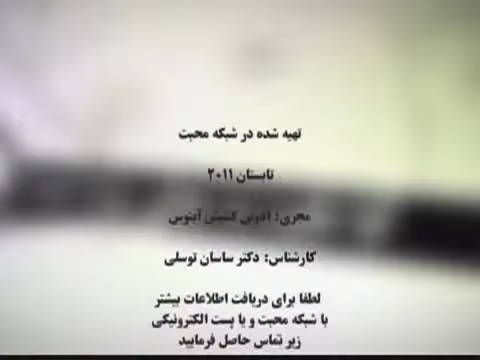 تهیه شده در شبکه محبت
تابستان ۲۰۱۱
مجری: کشیش
کارشناس: دکتر ساسان توسلی
لطفا برای دریافت اطلاعات بیشتر
با شبکه محبت و یا پست الکترونیکی
زیر تماس حاصل فرمایید